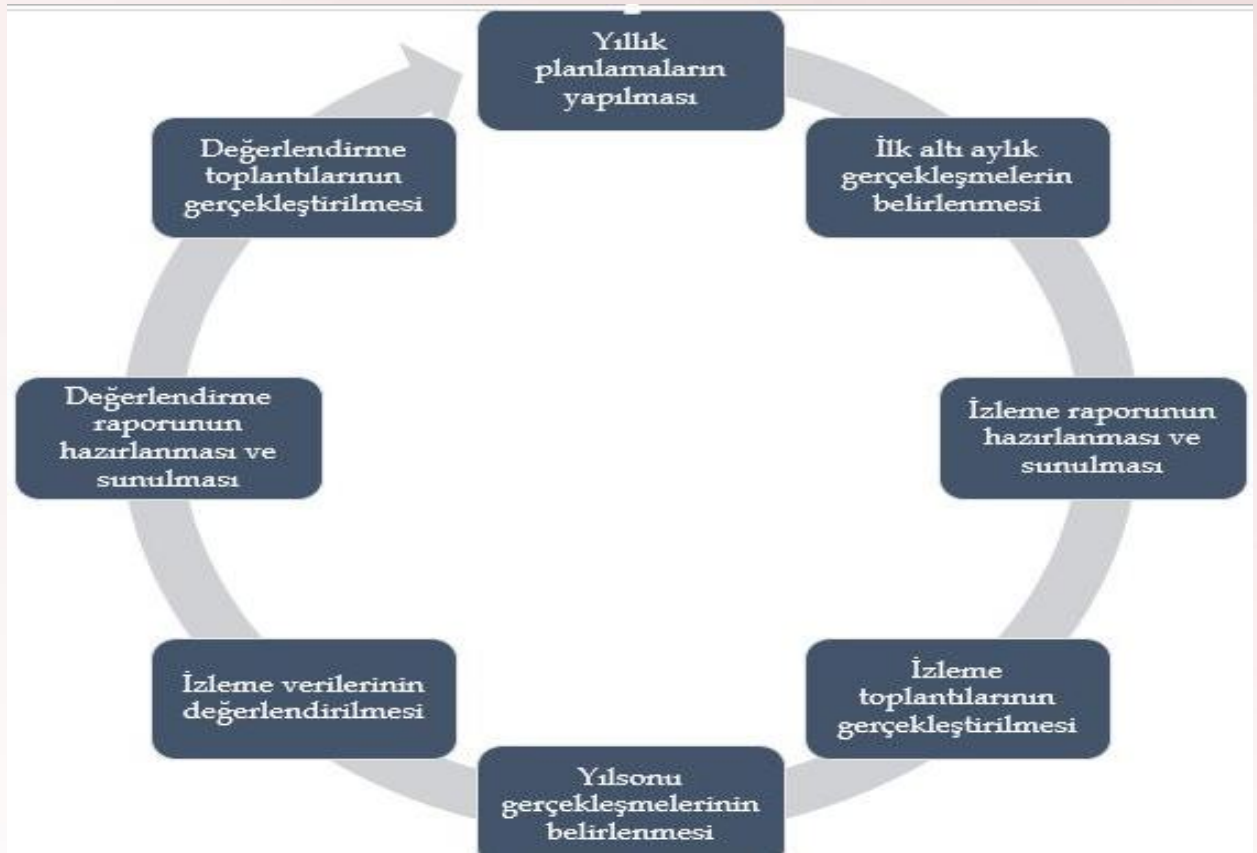 Yıllık
planlamaların
yapılması
İlk altı aylık
gerçekleşmelerin
belirlenmesi
İzleme raporunun
hazırlanması ve
sunulması
İzleme
toplantılarının
gerçekleştirilmesi
Yılsonu
gerçekleşmelerinin
belirlenmesi
İzleme verilerinin
değerlendirilmesi
Değerlendirme
raporunun
hazırlanması ve
sunulması
Değerlendirme
toplantılarının
gerçekleştirilmesi